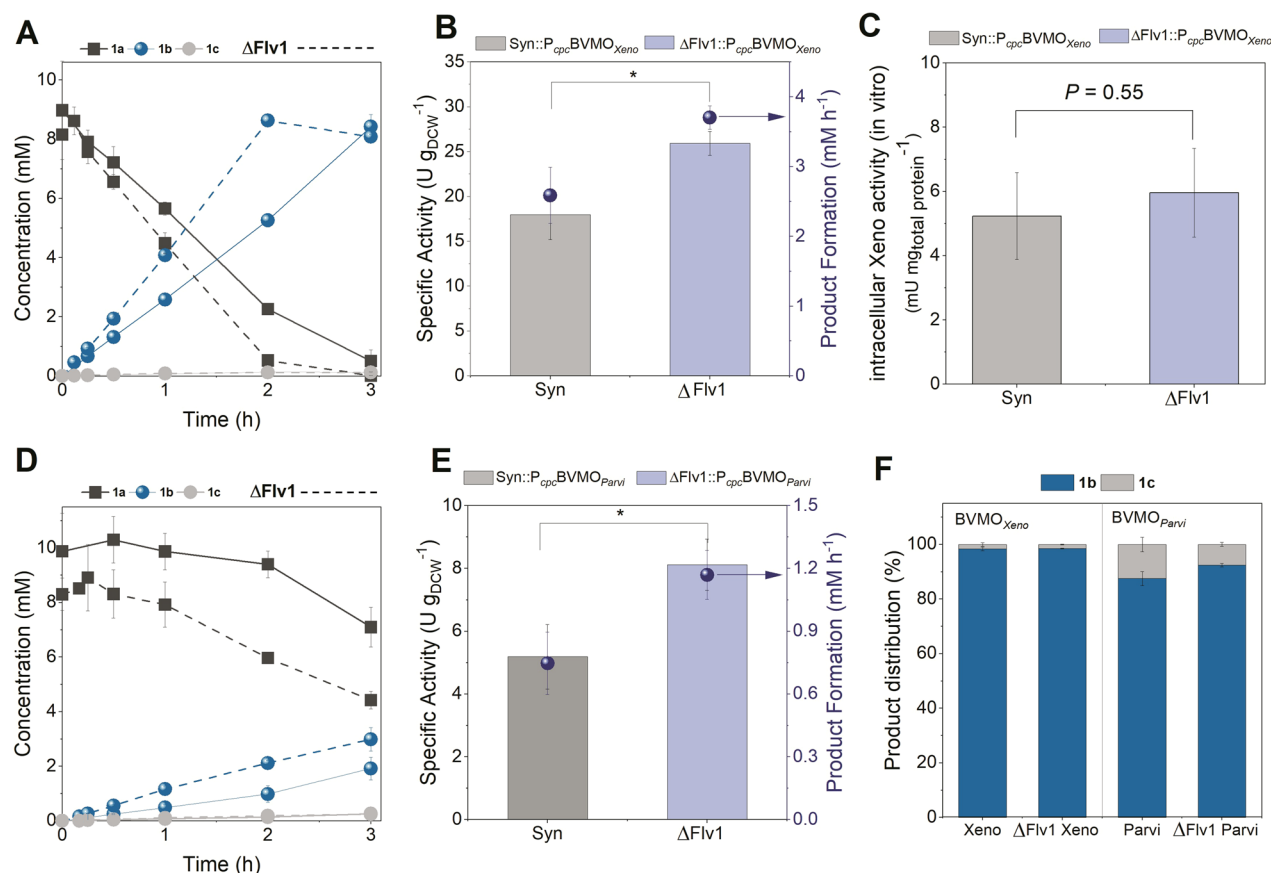 A
1a 1b 1c ΔFlv1
Concentration (mM)
10
8
6
4
2
0
0 1 2 3
Time (h)
B
Syn::PcpcBVMOXeno ΔFlv1::PcpcBVMOXeno
*
Specific Activity (U gDCW-1)
35
30
25
20
15
10
5
0
Syn ΔFlv1
4
3
2
1
0
Product Formation (mM h-1)
C
Syn::PcpcBVMOXeno ΔFlv1::PcpcBVMOXeno
P = 0.55
intracellular Xeno activity (in vitro)
(mU mgtotal protein-1)
10
8
6
4
2
0
Syn ΔFlv1
D
1a 1b 1c ΔFlv1
Concentration (mM)
10
8
6
4
2
0
0 1 2 3
Time (h)
E
Syn::PcpcBVMOParvi ΔFlv1::PcpcBVMOParvi
*
Specific Activity (U gDCW-1)
10
8
6
4
2
0
Syn ΔFlv1
1.5
1.2
0.9
0.6
0.3
0.0
Product Formation (mM h-1)
F
1b 1c
BVMOXeno BVMOParvi
Product distribution (%)
100
80
60
40
20
0
Xeno ΔFlv1 Xeno Parvi ΔFlv1 Parvi